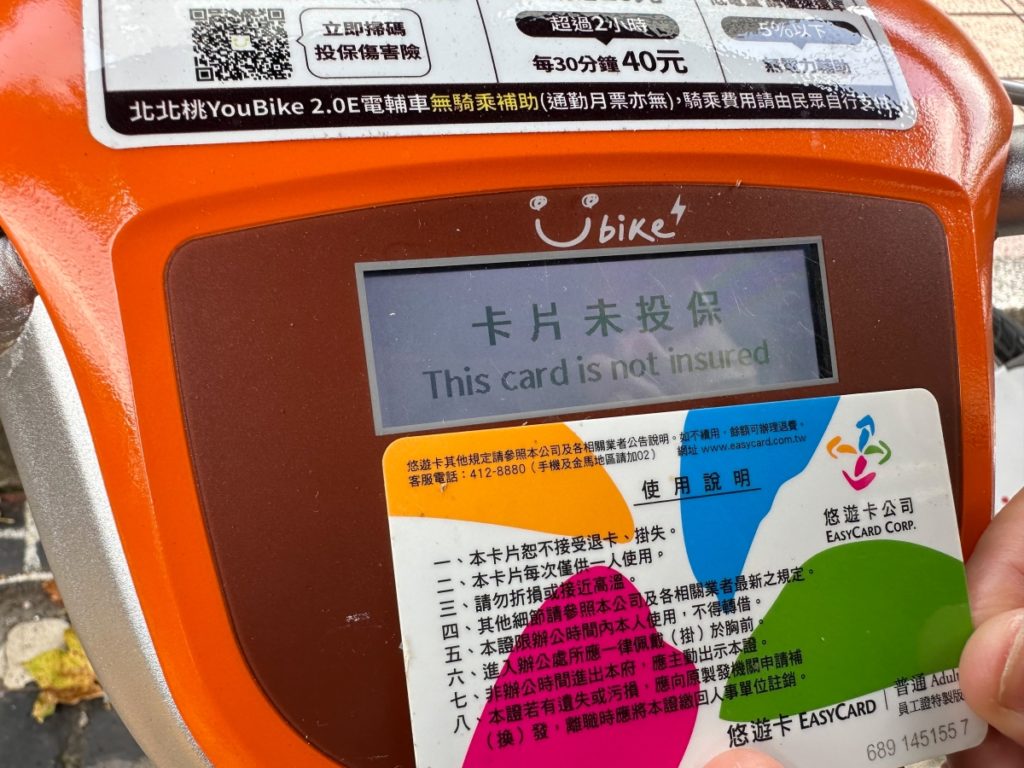 立即掃碼
投保傷害險
超過2小時
每30分鐘 40元
5%以下
無電力輔助
北北桃YouBike 2.0E電輔車無騎乘補助(通勤月票亦無),騎乘費用請由民眾自行支付
Ubike
卡片未投保
This card is not insured
悠遊卡其他規定請參照本公司及各相關業者公告說明。如不續用,餘額可辦理退費。
客服電話:412-8880(手機及金馬地區請加02) 網址 www.easycard.com.tw
使用說明
悠遊卡公司
EASYCARD CORP.
一、本卡片恕不接受退卡、掛失。
二、本卡片每次僅供一人使用。
三、請勿折損或接近高溫。
四、其他細節請參照本公司及各相關業者最新之規定。
五、本證限辦公時間內本人使用,不得轉借。
六、進入辦公處所應一律佩戴(掛)於胸前。
七、非辦公時間進出本府,應主動出示本證。
八、本證若有遺失或污損,應向原製發機關申請補
(換)發,離職時應將本證繳回人事單位註銷。
悠遊卡 EASYCARD
普通 Adult
員工證特製版
689 145155 7